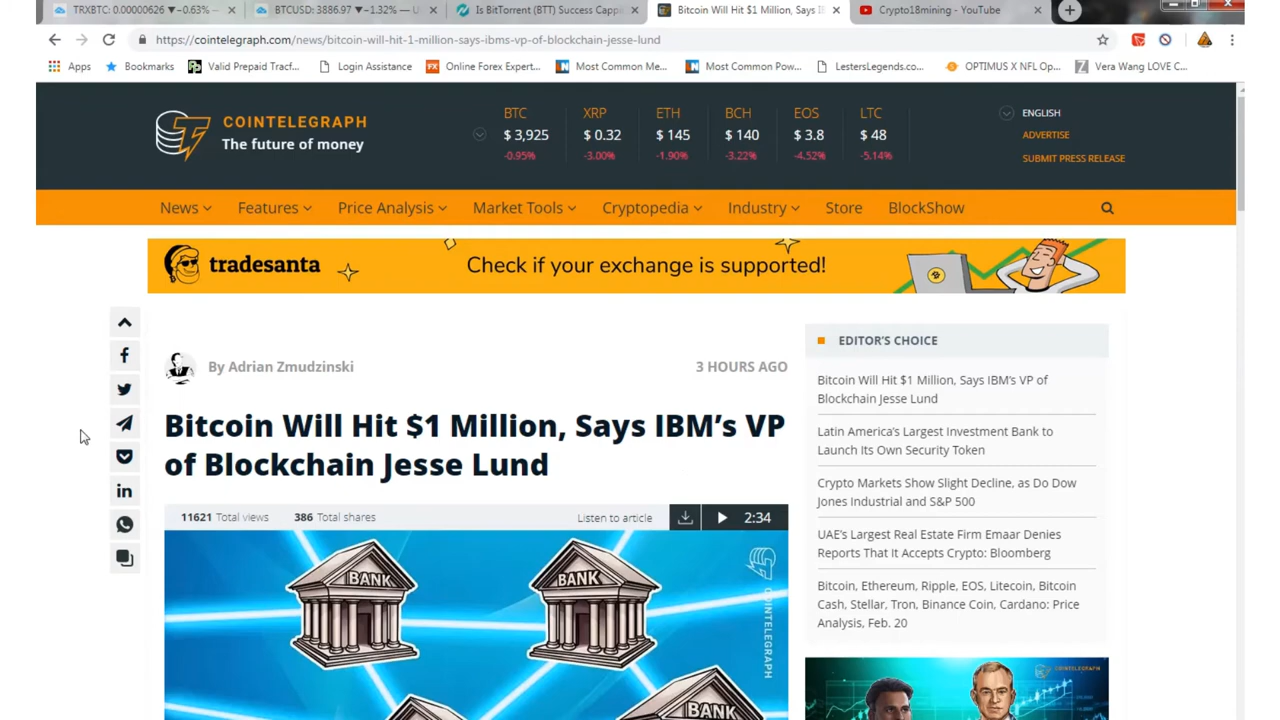 TRXBTC: 0.00000626 ▼−0.63%
BTCUSD: 3886.97 ▼−1.32% — U
Is BitTorrent (BTT) Success Cappi
Bitcoin Will Hit $1 Million, Says I
Crypto18mining - YouTube
https://cointelegraph.com/news/bitcoin-will-hit-1-million-says-ibms-vp-of-blockchain-jesse-lund
Apps
Bookmarks
Valid Prepaid Tracf...
Login Assistance
Online Forex Expert...
Most Common Me...
Most Common Pow...
LestersLegends.co...
OPTIMUS X NFL Op...
Vera Wang LOVE C...
COINTELEGRAPH
The future of money
BTC XRP ETH BCH EOS LTC
$ 3,925 $ 0.32 $ 145 $ 140 $ 3.8 $ 48
-0.95% -3.00% -1.90% -3.22% -4.52% -5.14%
ENGLISH
ADVERTISE
SUBMIT PRESS RELEASE
News Features Price Analysis Market Tools Cryptopedia Industry Store BlockShow
tradesanta
Check if your exchange is supported!
By Adrian Zmudzinski
3 HOURS AGO
Bitcoin Will Hit $1 Million, Says IBM’s VP
of Blockchain Jesse Lund
11621 Total views 386 Total shares
Listen to article
2:34
BANK
BANK
BANK
COINTELEGRAPH
EDITOR’S CHOICE
Bitcoin Will Hit $1 Million, Says IBM’s VP of
Blockchain Jesse Lund
Latin America’s Largest Investment Bank to
Launch Its Own Security Token
Crypto Markets Show Slight Decline, as Do Dow
Jones Industrial and S&P 500
UAE’s Largest Real Estate Firm Emaar Denies
Reports That It Accepts Crypto: Bloomberg
Bitcoin, Ethereum, Ripple, EOS, Litecoin, Bitcoin
Cash, Stellar, Tron, Binance Coin, Cardano: Price
Analysis, Feb. 20
COINTELEGRAPH